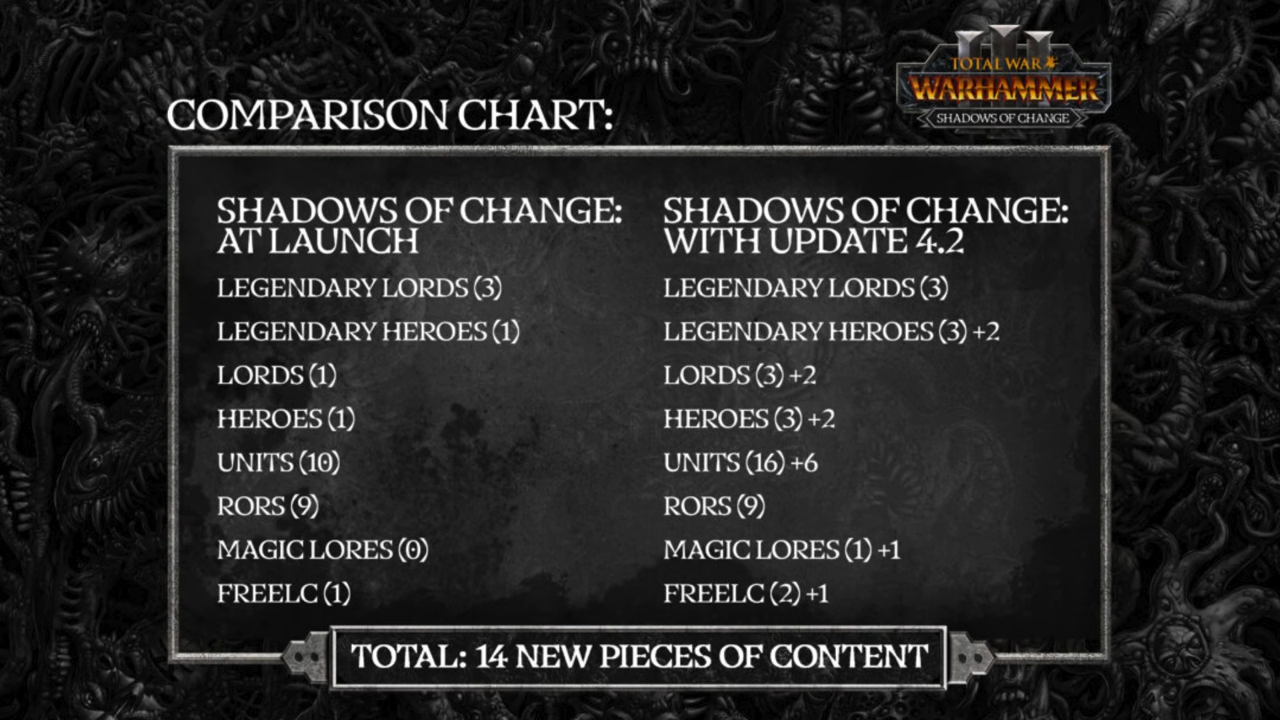 TOTAL WAR
WARHAMMER
SHADOWS OF CHANGE
COMPARISON CHART:
SHADOWS OF CHANGE:
AT LAUNCH
LEGENDARY LORDS (3)
LEGENDARY HEROES (1)
LORDS (1)
HEROES (1)
UNITS (10)
RORS (9)
MAGIC LORES (0)
FREELC (1)
SHADOWS OF CHANGE:
WITH UPDATE 4.2
LEGENDARY LORDS (3)
LEGENDARY HEROES (3) +2
LORDS (3) +2
HEROES (3) +2
UNITS (16) +6
RORS (9)
MAGIC LORES (1) +1
FREELC (2) +1
TOTAL: 14 NEW PIECES OF CONTENT